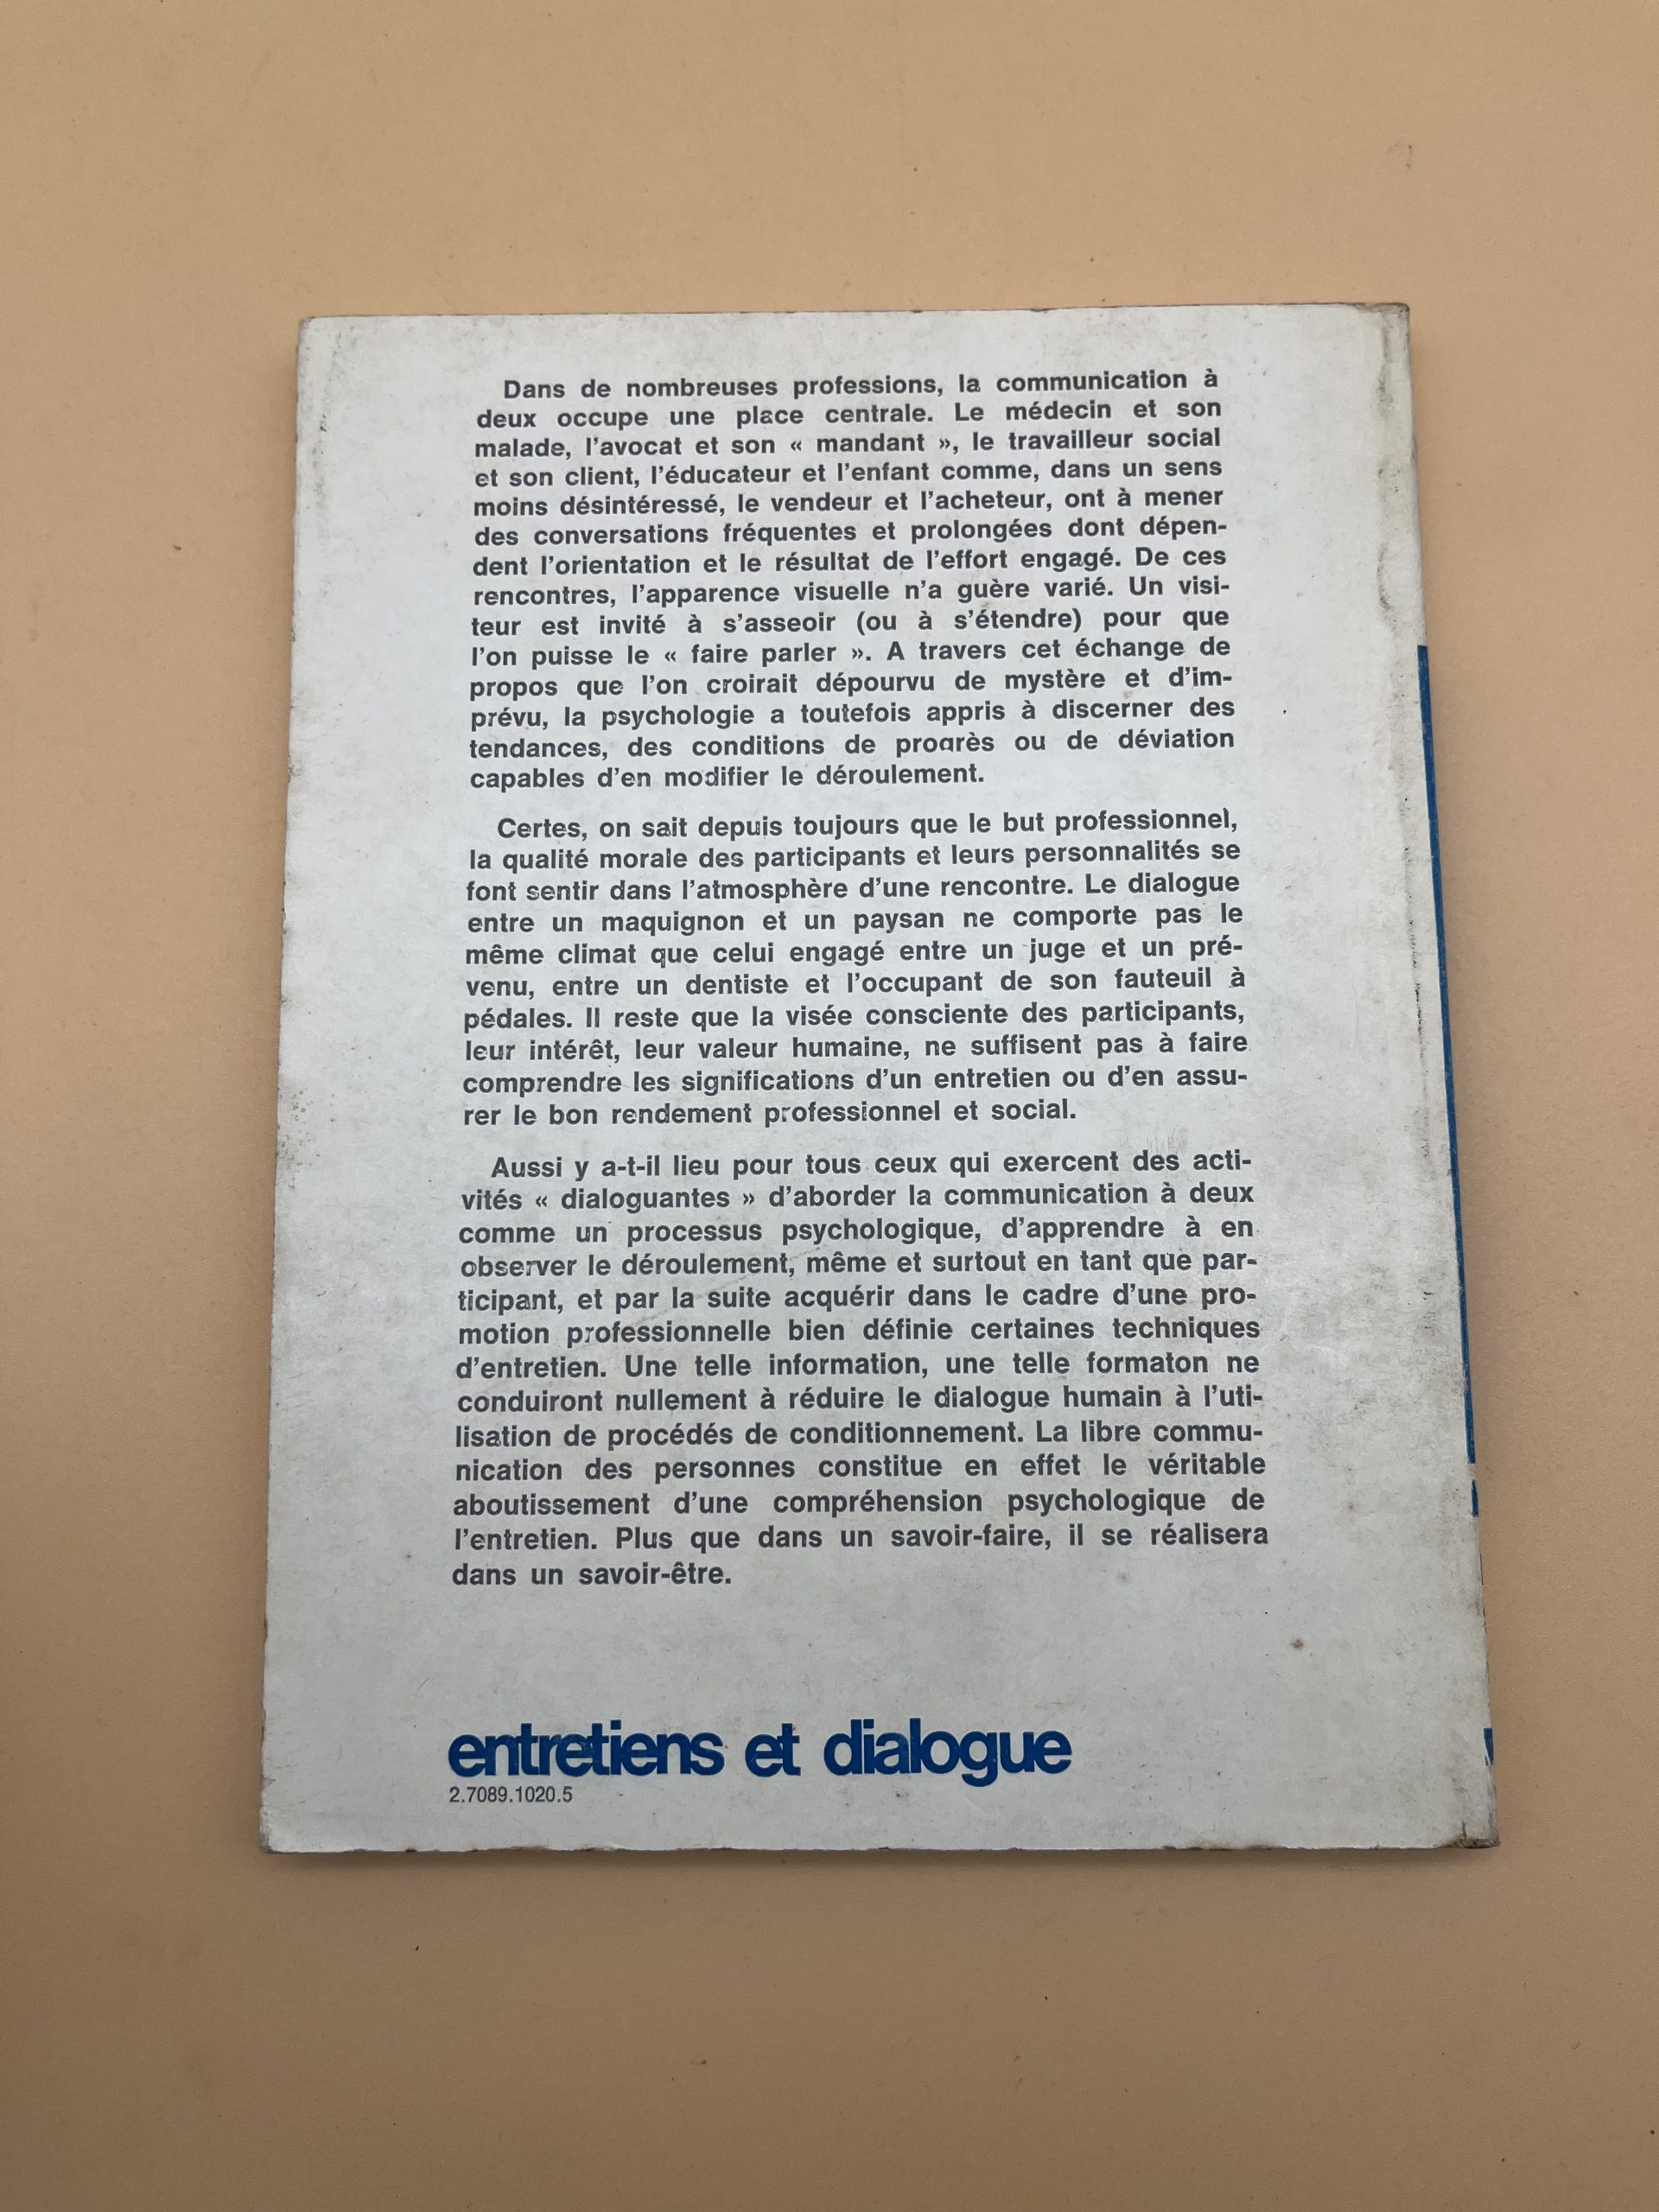 Dans de nombreuses professions, la communication à
deux occupe une place centrale. Le médecin et son
malade, l'avocat et son « mandant », le travailleur social
et son client, l'éducateur et l'enfant comme, dans un sens
moins désintéressé, le vendeur et l'acheteur, ont à mener
des conversations fréquentes et prolongées dont dépen-
dent l'orientation et le résultat de l'effort engagé. De ces
rencontres, l'apparence visuelle n'a guère varié. Un visi-
teur est invité à s'asseoir (ou à s'étendre) pour que
l'on puisse le « faire parler ». A travers cet échange de
propos que l'on croirait dépourvu de mystère et d'im-
prévu, la psychologie a toutefois appris à discerner des
tendances, des conditions de progrès ou de déviation
capables d'en modifier le déroulement.
Certes, on sait depuis toujours que le but professionnel,
la qualité morale des participants et leurs personnalités se
font sentir dans l'atmosphère d'une rencontre. Le dialogue
entre un maquignon et un paysan ne comporte pas le
même climat que celui engagé entre un juge et un pré-
venu, entre un dentiste et l'occupant de son fauteuil à
pédales. Il reste que la visée consciente des participants,
leur intérêt, leur valeur humaine, ne suffisent pas à faire
comprendre les significations d'un entretien ou d'en assu-
rer le bon rendement professionnel et social.
Aussi y a-t-il lieu pour tous ceux qui exercent des acti-
vités « dialoguantes » d'aborder la communication à deux
comme un processus psychologique, d'apprendre à en
observer le déroulement, même et surtout en tant que par-
ticipant, et par la suite acquérir dans le cadre d'une pro-
motion professionnelle bien définie certaines techniques
d'entretien. Une telle information, une telle formaton ne
conduiront nullement à réduire le dialogue humain à l'uti-
lisation de procédés de conditionnement. La libre commu-
nication des personnes constitue en effet le véritable
aboutissement d'une compréhension psychologique de
l'entretien. Plus que dans un savoir-faire, il se réalisera
dans un savoir-être.
entretiens et dialogue
2.7089.1020.5